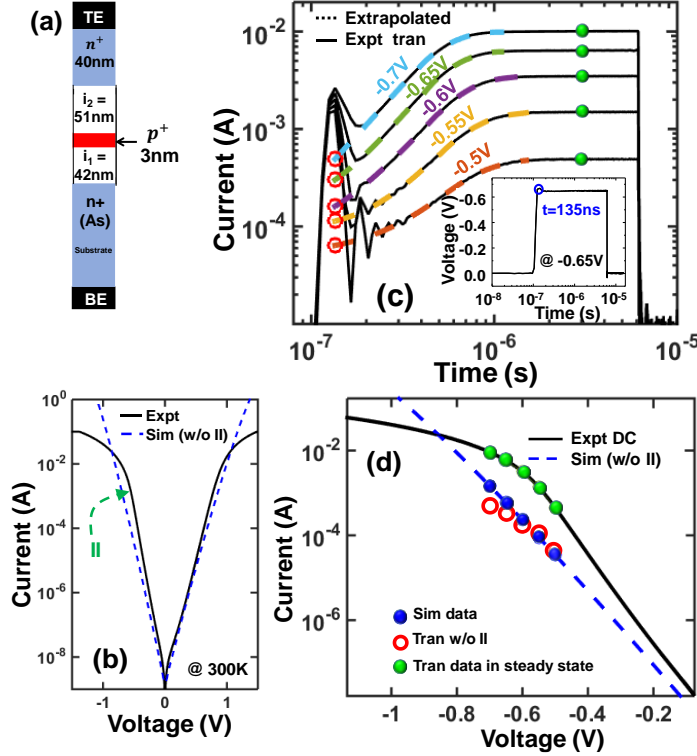 (a)
TE
n+
40nm
i2 =
51nm
p+
3nm
i1 =
42nm
n+
(As)
Substrate
BE
(c)
Extrapolated
Expt tran
-0.7V
-0.65V
-0.6V
-0.55V
-0.5V
10^-2
10^-3
10^-4
Current (A)
10^-7
10^-6
10^-5
Time (s)
-0.6
-0.4
-0.2
0.0
Voltage (V)
t=135ns
@ -0.65V
10^-8
10^-7
10^-6
10^-5
Time (s)
(b)
Expt
Sim (w/o II)
II
@ 300K
10^0
10^-2
10^-4
10^-6
10^-8
Current (A)
-1
0
1
Voltage (V)
(d)
Expt DC
Sim (w/o II)
Sim data
Tran w/o II
Tran data in steady state
10^-2
10^-4
10^-6
Current (A)
-1
-0.8
-0.6
-0.4
-0.2
Voltage (V)